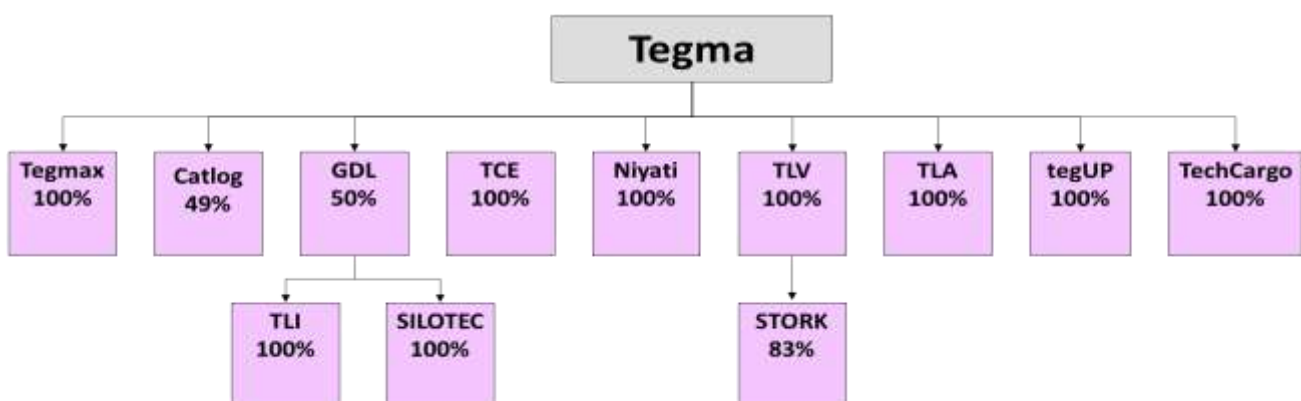 Tegma
Tegmax
100%
Catlog
49%
GDL
50%
TCE
100%
Niyati
100%
TLV
100%
TLA
100%
tegUP
100%
TechCargo
100%
TLI
100%
SILOTEC
100%
STORK
83%